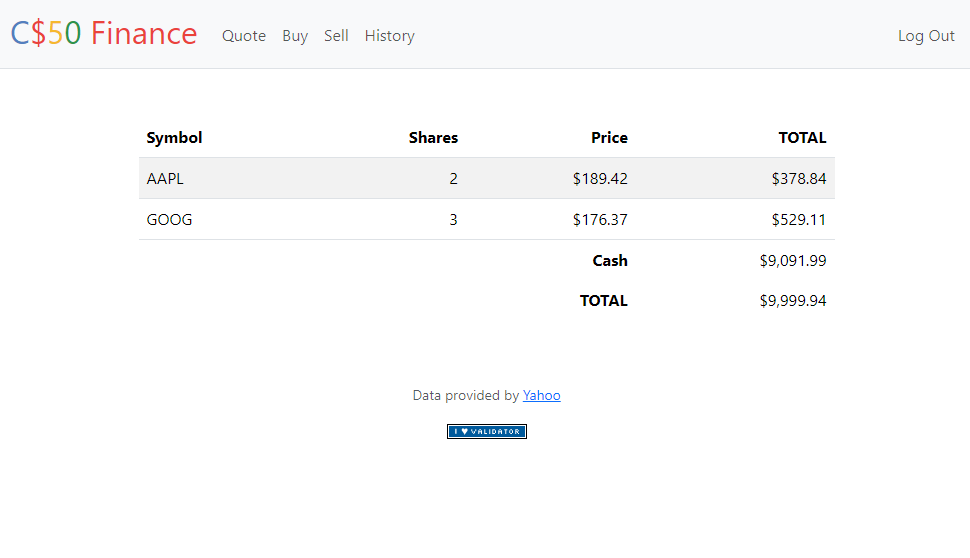 C$50 Finance Quote Buy Sell History Log Out
Symbol Shares Price TOTAL
AAPL 2 $189.42 $378.84
GOOG 3 $176.37 $529.11
Cash $9,091.99
TOTAL $9,999.94
Data provided by Yahoo
I ♥ VALIDATOR